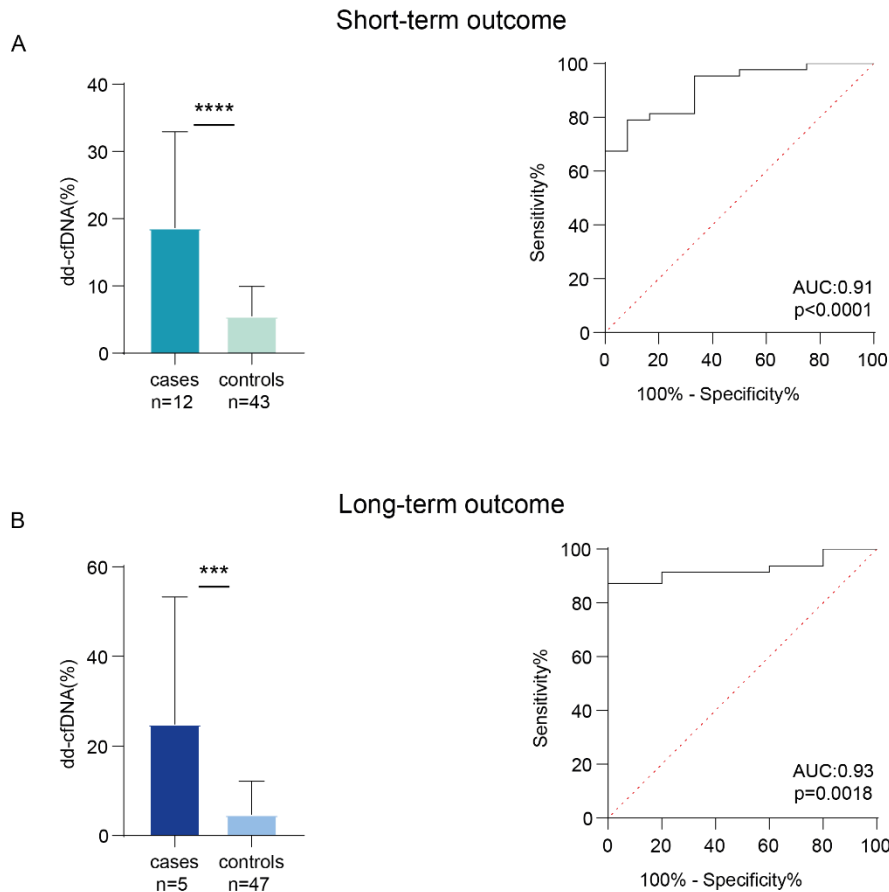 Short-term outcome
A
40
30
20
10
0
dd-cfDNA(%)
****
cases
n=12
controls
n=43
100
80
60
40
20
0
Sensitivity%
AUC:0.91
p<0.0001
0 20 40 60 80 100
100% - Specificity%
Long-term outcome
B
60
40
20
0
dd-cfDNA(%)
***
cases
n=5
controls
n=47
100
80
60
40
20
0
Sensitivity%
AUC:0.93
p=0.0018
0 20 40 60 80 100
100% - Specificity%